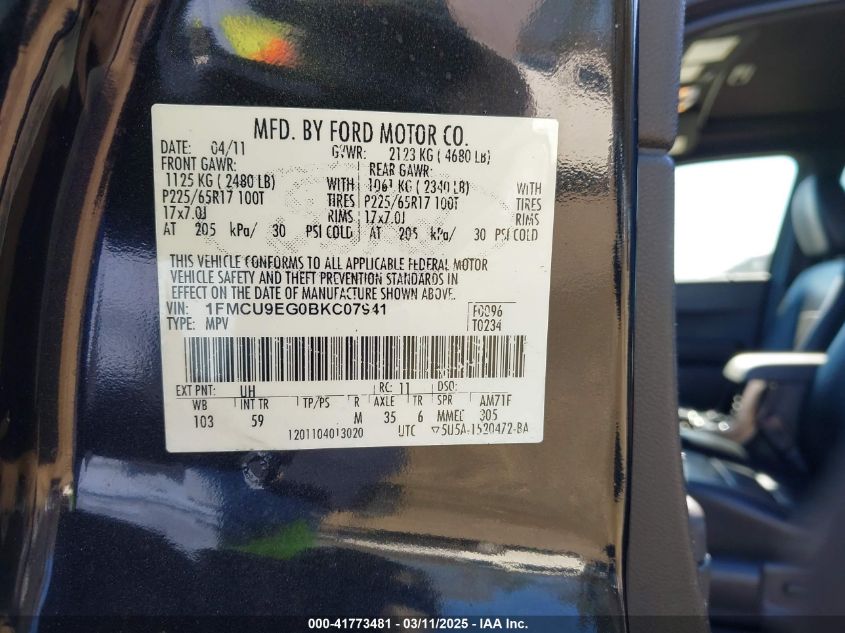 MFD. BY FORD MOTOR CO.
DATE: 04/11 GVWR: 2123 KG ( 4680 LB)
FRONT GAWR: REAR GAWR:
1125 KG ( 2480 LB) WITH 1061 KG ( 2340 LB) WITH
P225/65R17 100T TIRES P225/65R17 100T TIRES
17x7.0J RIMS 17x7.0J RIMS
AT 205 kPa/ 30 PSI COLD AT 205 kPa/ 30 PSI COLD
THIS VEHICLE CONFORMS TO ALL APPLICABLE FEDERAL MOTOR
VEHICLE SAFETY AND THEFT PREVENTION STANDARDS IN
EFFECT ON THE DATE OF MANUFACTURE SHOWN ABOVE.
VIN: 1FMCU9EG0BKC07941 F0096
TYPE: MPV T0234
EXT PNT: UH RC: 11 DSO:
WB INT TR TP/PS R AXLE TR SPR AM71F
103 59 M 35 6 MMEC 305
1201104013020 UTC ▽5U5A-1520472-BA
000-41773481 - 03/11/2025 - IAA Inc.